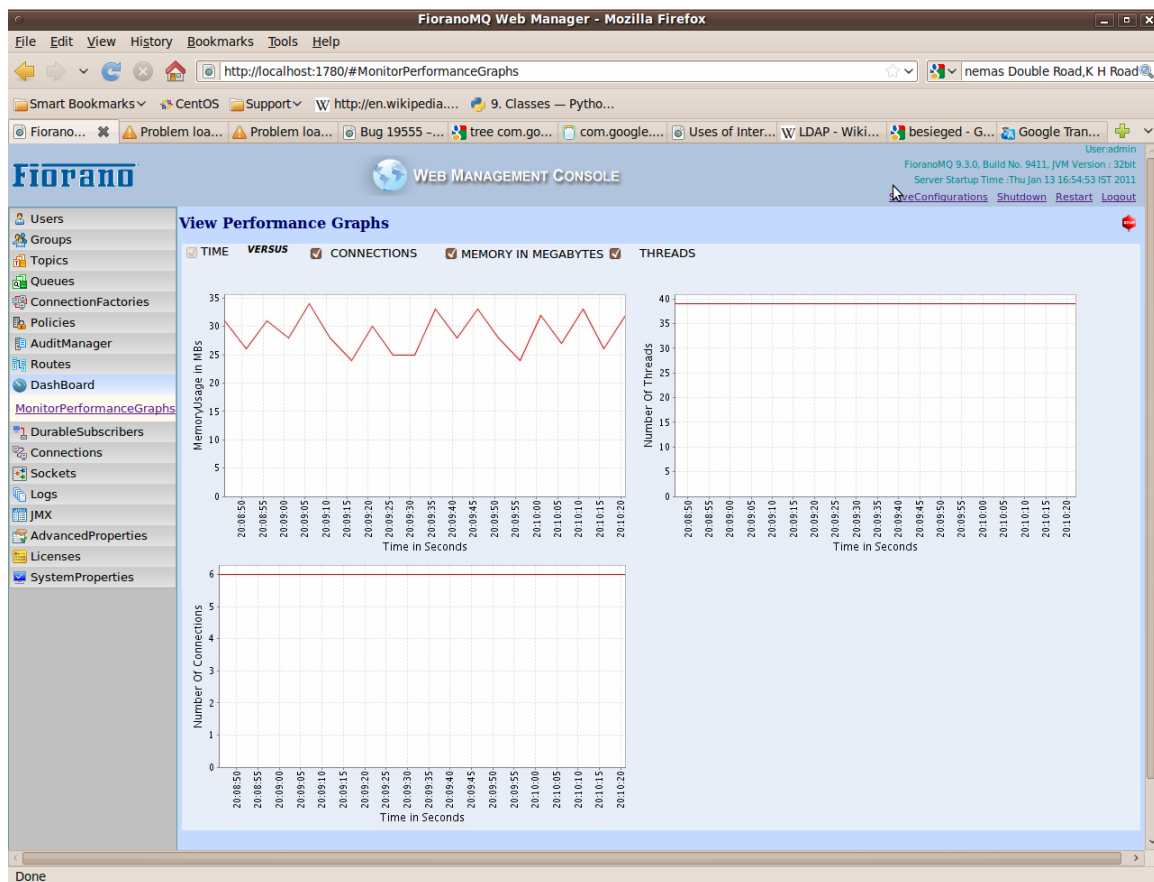 FioranoMQ Web Manager - Mozilla Firefox
File Edit View History Bookmarks Tools Help
http://localhost:1780/#MonitorPerformanceGraphs
nemas Double Road,K H Road
Smart Bookmarks CentOS Support http://en.wikipedia.... 9. Classes — Pytho...
Fiorano... Problem loa... Problem loa... Bug 19555 –... tree com.go... com.google.... Uses of Inter... LDAP - Wiki... besieged - G... Google Tran...
User:admin
Fiorano
WEB MANAGEMENT CONSOLE
FioranoMQ 9.3.0, Build No. 9411, JVM Version : 32bit
Server Startup Time :Thu Jan 13 16:54:53 IST 2011
SaveConfigurations Shutdown Restart Logout
Users
Groups
Topics
Queues
ConnectionFactories
Policies
AuditManager
Routes
DashBoard
MonitorPerformanceGraphs
DurableSubscribers
Connections
Sockets
Logs
JMX
AdvancedProperties
Licenses
SystemProperties
View Performance Graphs
TIME VERSUS CONNECTIONS MEMORY IN MEGABYTES THREADS
MemoryUsage in MBs
35
30
25
20
15
10
5
0
20:08:50 20:08:55 20:09:00 20:09:05 20:09:10 20:09:15 20:09:20 20:09:25 20:09:30 20:09:35 20:09:40 20:09:45 20:09:50 20:09:55 20:10:00 20:10:05 20:10:10 20:10:15 20:10:20
Time in Seconds
Number Of Threads
40
35
30
25
20
15
10
5
0
20:08:50 20:08:55 20:09:00 20:09:05 20:09:10 20:09:15 20:09:20 20:09:25 20:09:30 20:09:35 20:09:40 20:09:45 20:09:50 20:09:55 20:10:00 20:10:05 20:10:10 20:10:15 20:10:20
Time in Seconds
Number Of Connections
6
5
4
3
2
1
0
20:08:50 20:08:55 20:09:00 20:09:05 20:09:10 20:09:15 20:09:20 20:09:25 20:09:30 20:09:35 20:09:40 20:09:45 20:09:50 20:09:55 20:10:00 20:10:05 20:10:10 20:10:15 20:10:20
Time in Seconds
Done